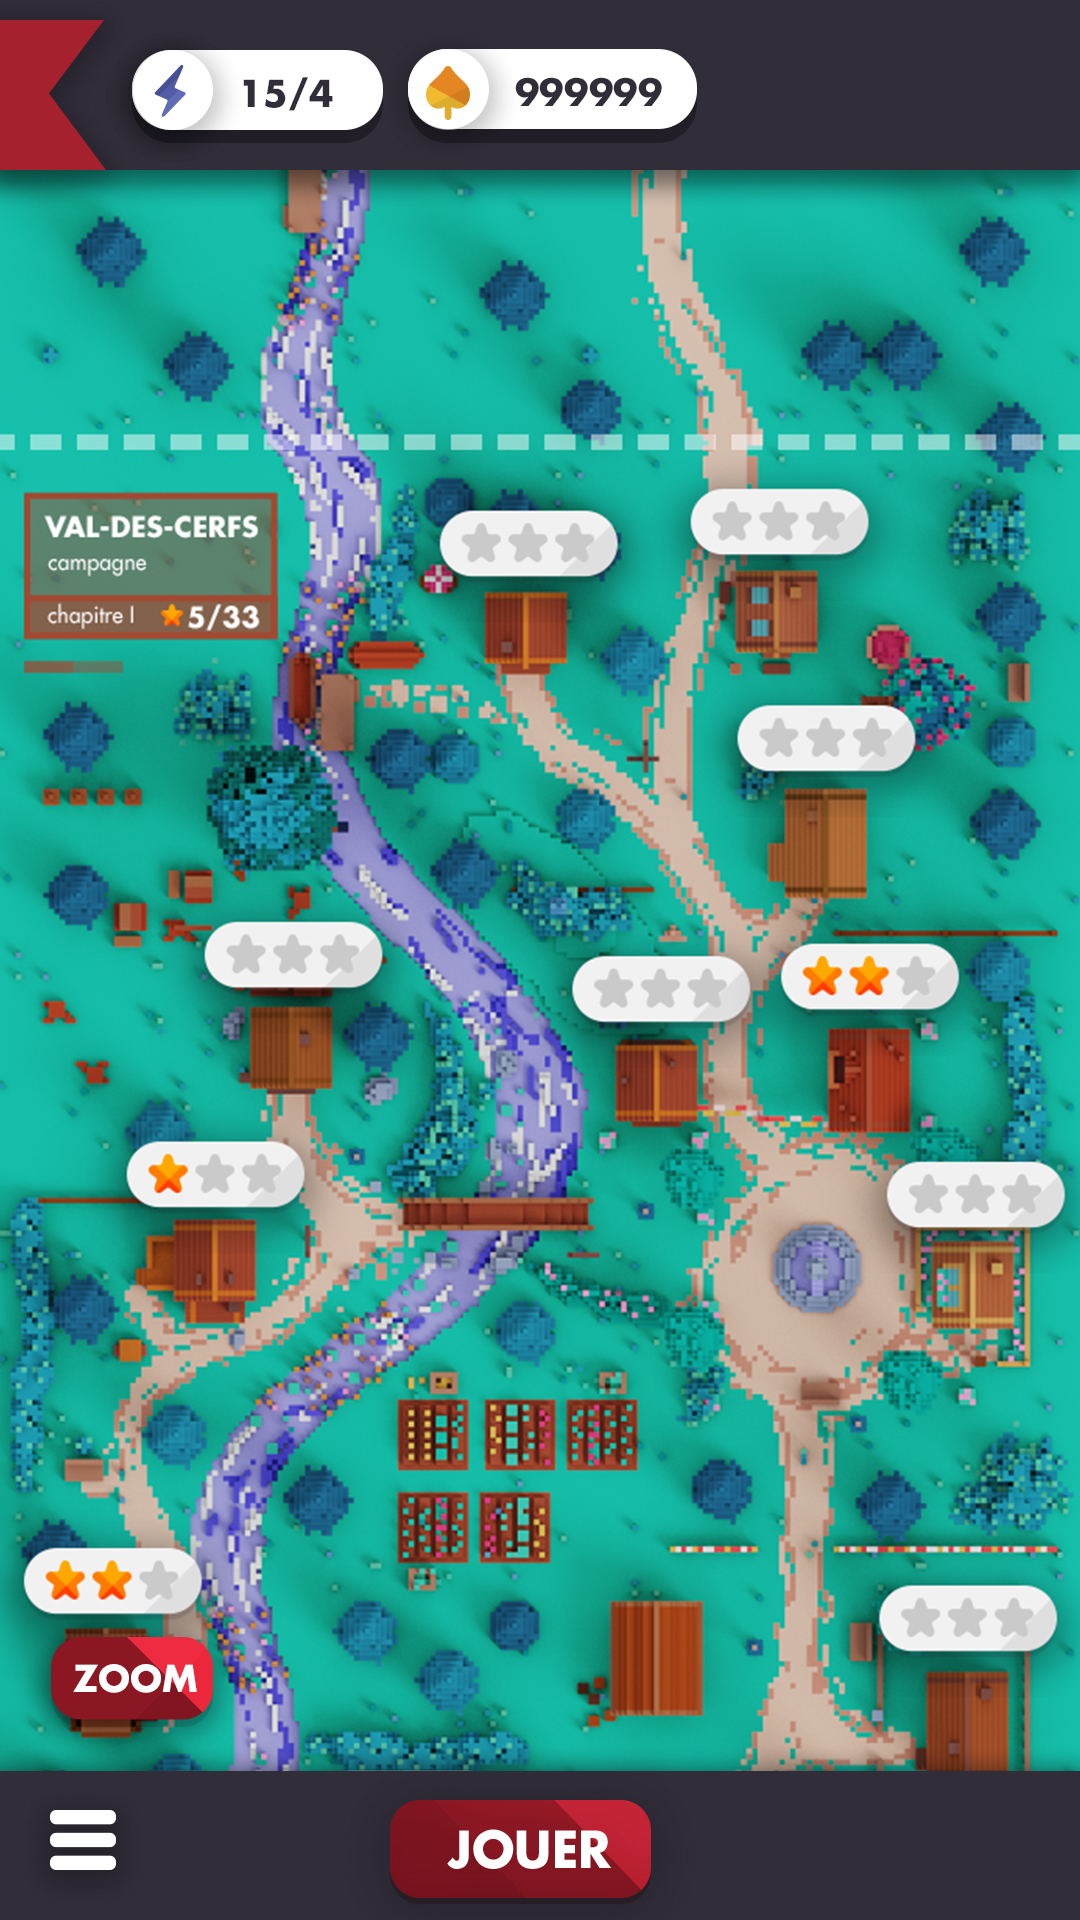 15/4
999999
VAL-DES-CERFS
campagne
chapitre I 5/33
ZOOM
JOUER